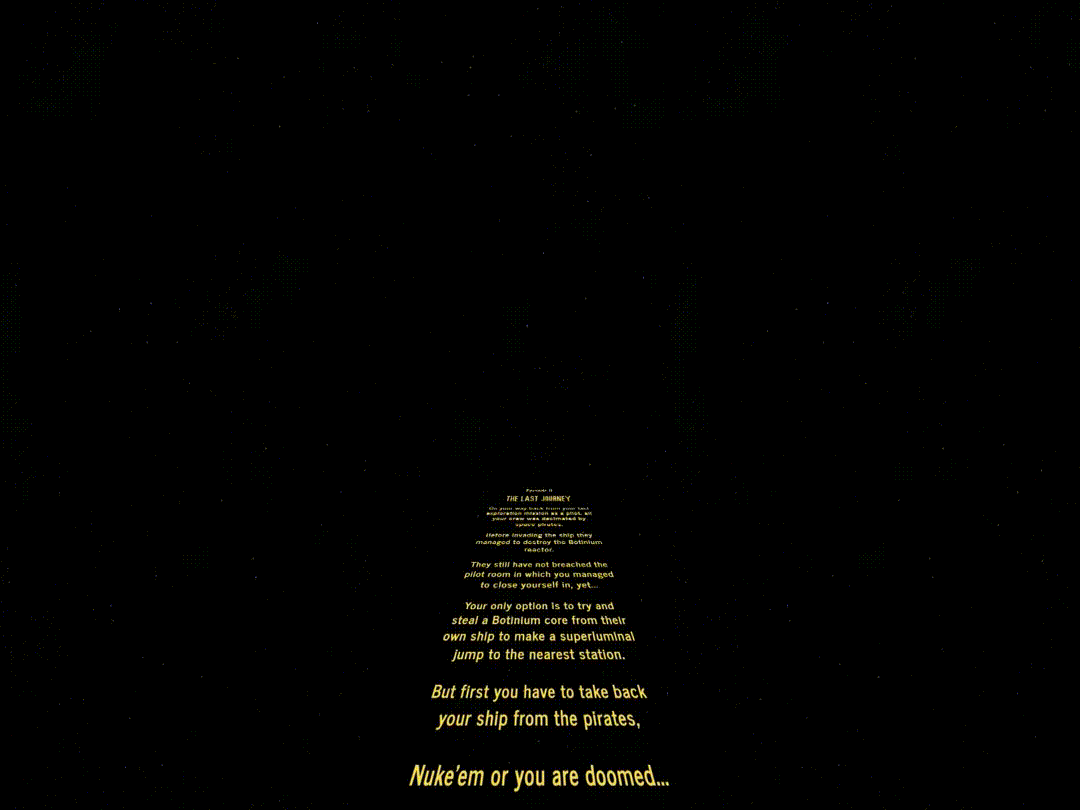 Episode II
THE LAST JOURNEY
On your way back from your last
exploration mission as a pilot, all
your crew was decimated by
space pirates.
Before invading the ship they
managed to destroy the Botinium
reactor.
They still have not breached the
pilot room in which you managed
to close yourself in, yet...
Your only option is to try and
steal a Botinium core from their
own ship to make a superluminal
jump to the nearest station.
But first you have to take back
your ship from the pirates,
Nuke'em or you are doomed...